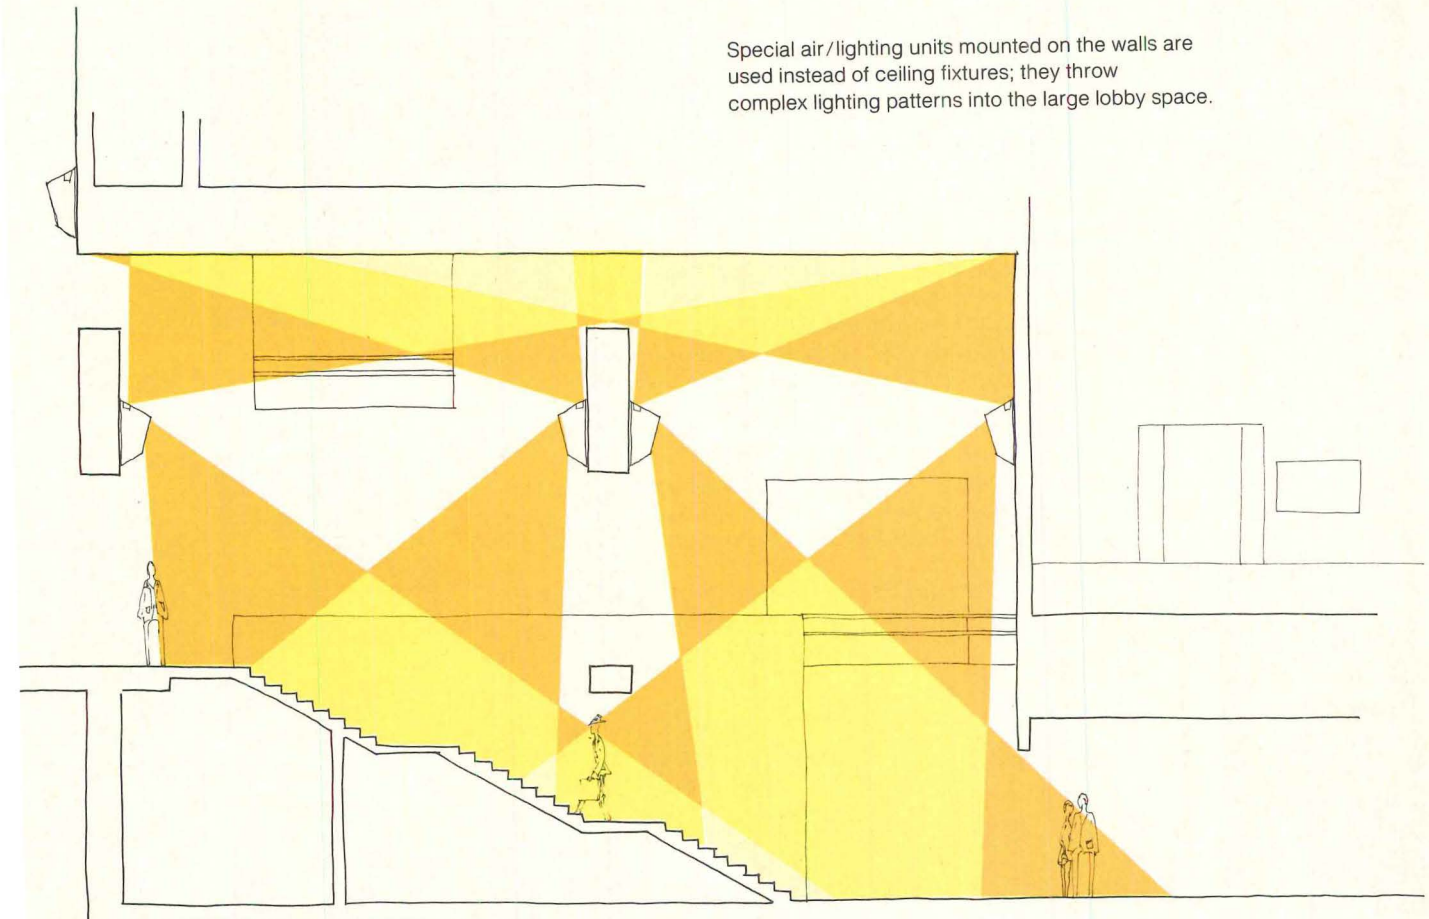 Special air/lighting units mounted on the walls are
used instead of ceiling fixtures; they throw
complex lighting patterns into the large lobby space.